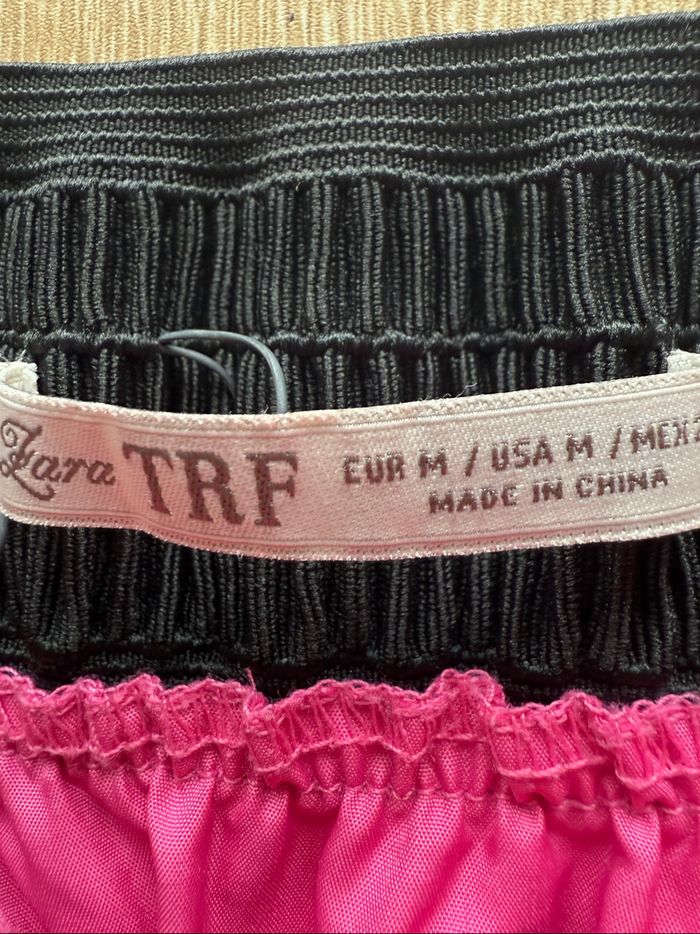 Zara TRF
EUR M / USA M / MEX
MADE IN CHINA